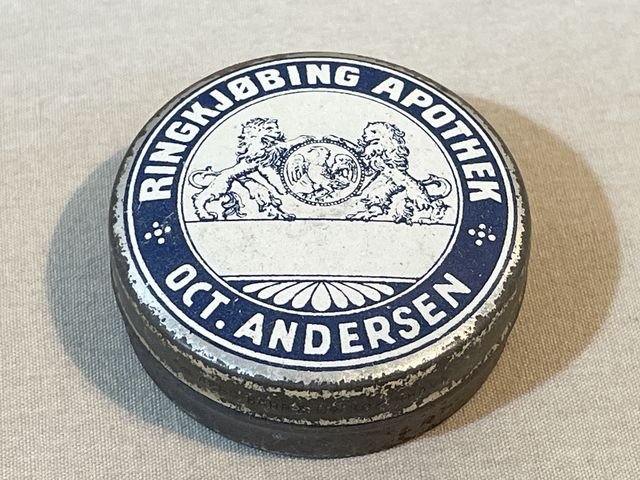 RINGKJØBING APOTHEK
OCT. ANDERSEN